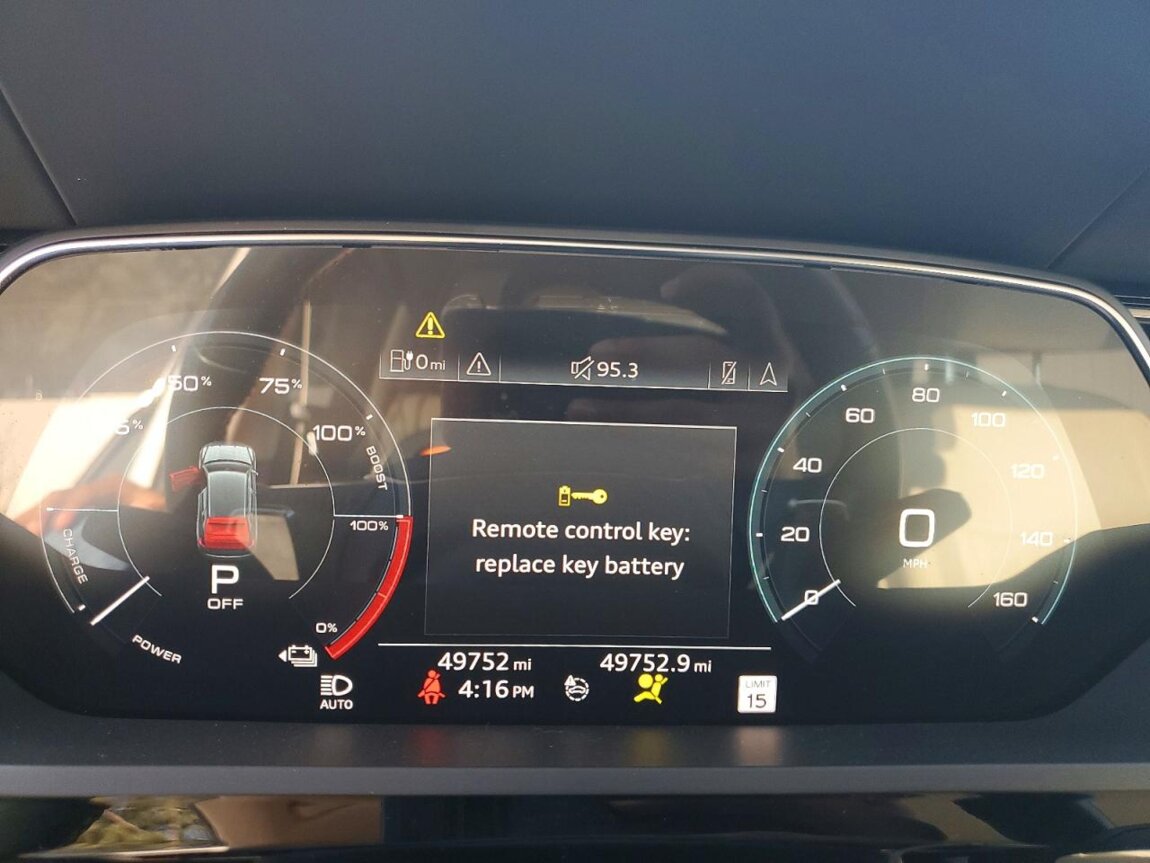 0 mi
95.3
50%
75%
100%
BOOST
100%
0%
CHARGE
POWER
P
OFF
Remote control key:
replace key battery
0
20
40
60
80
100
120
140
160
0
MPH
49752 mi
49752.9 mi
AUTO
4:16 PM
LIMIT
15